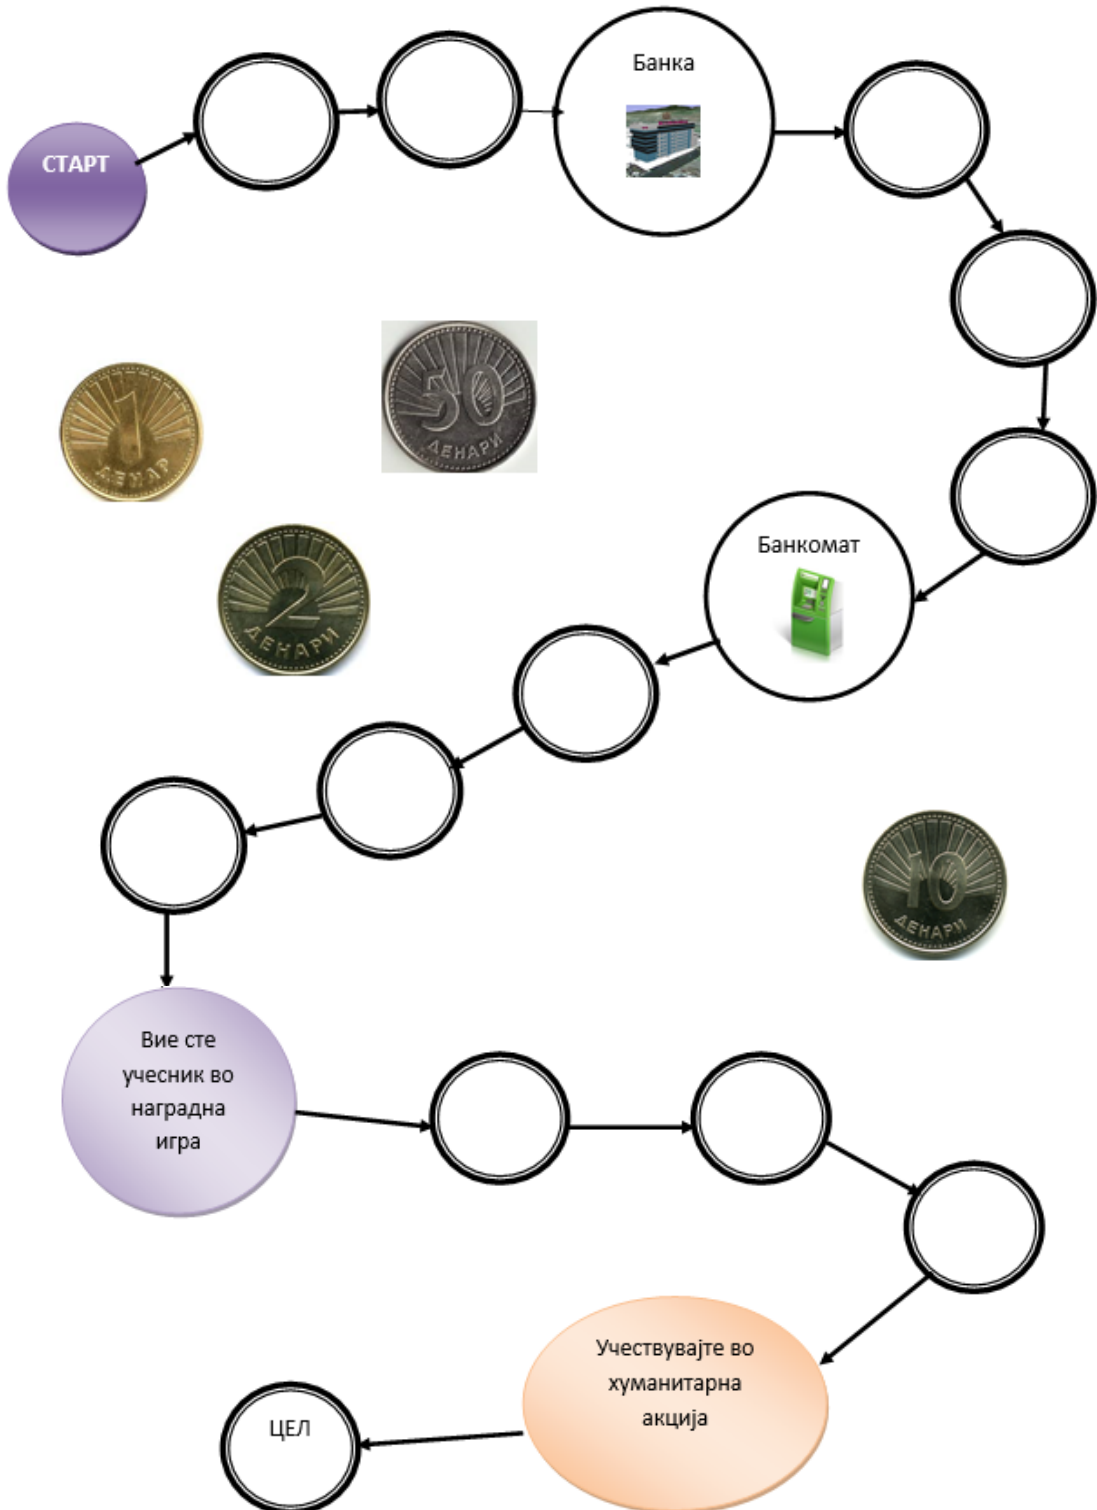 СТАРТ
Банка
1
ДЕНАР
50
ДЕНАРИ
2
ДЕНАРИ
Банкомат
10
ДЕНАРИ
Вие сте
учесник во
наградна
игра
Учествувајте во
хуманитарна
акција
ЦЕЛ